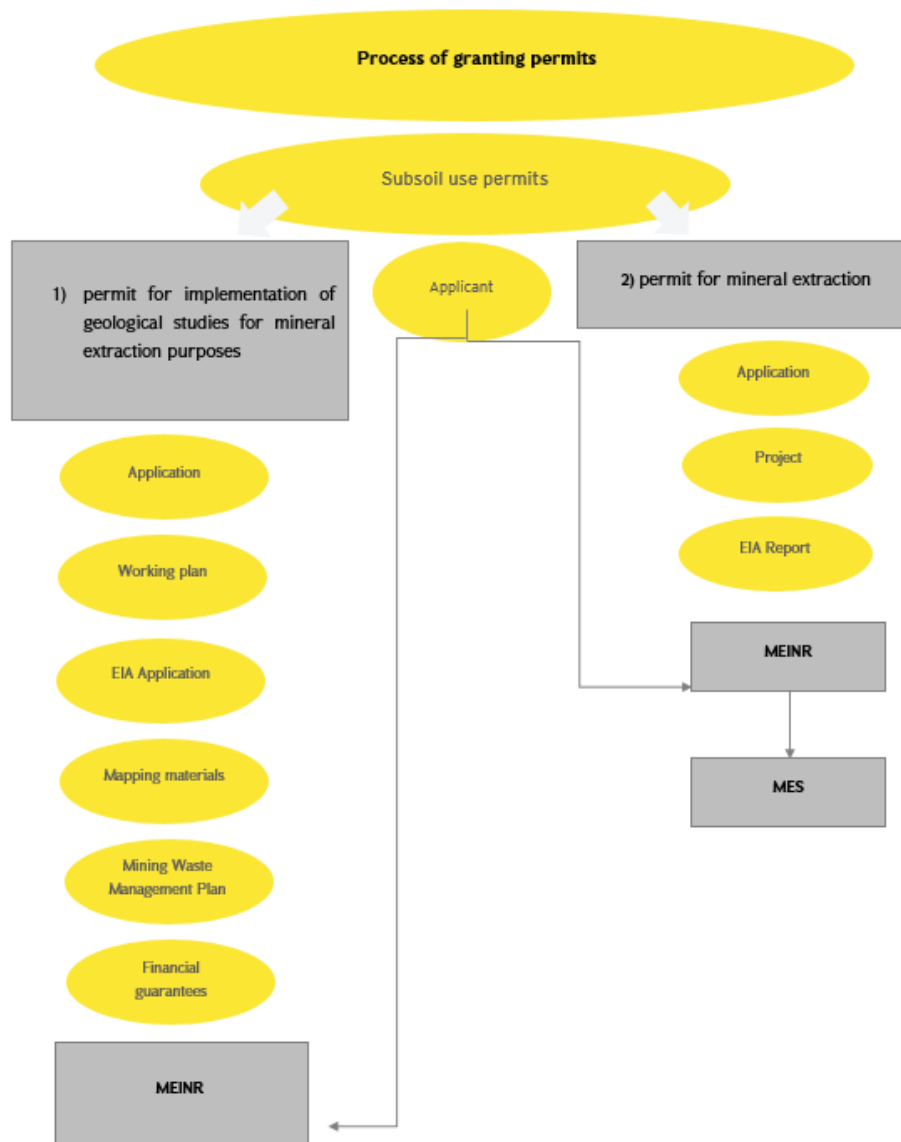 Process of granting permits
Subsoil use permits
1) permit for implementation of
geological studies for mineral
extraction purposes
Applicant
2) permit for mineral extraction
Application
Working plan
EIA Application
Mapping materials
Mining Waste
Management Plan
Financial
guarantees
MEINR
Application
Project
EIA Report
MEINR
MES